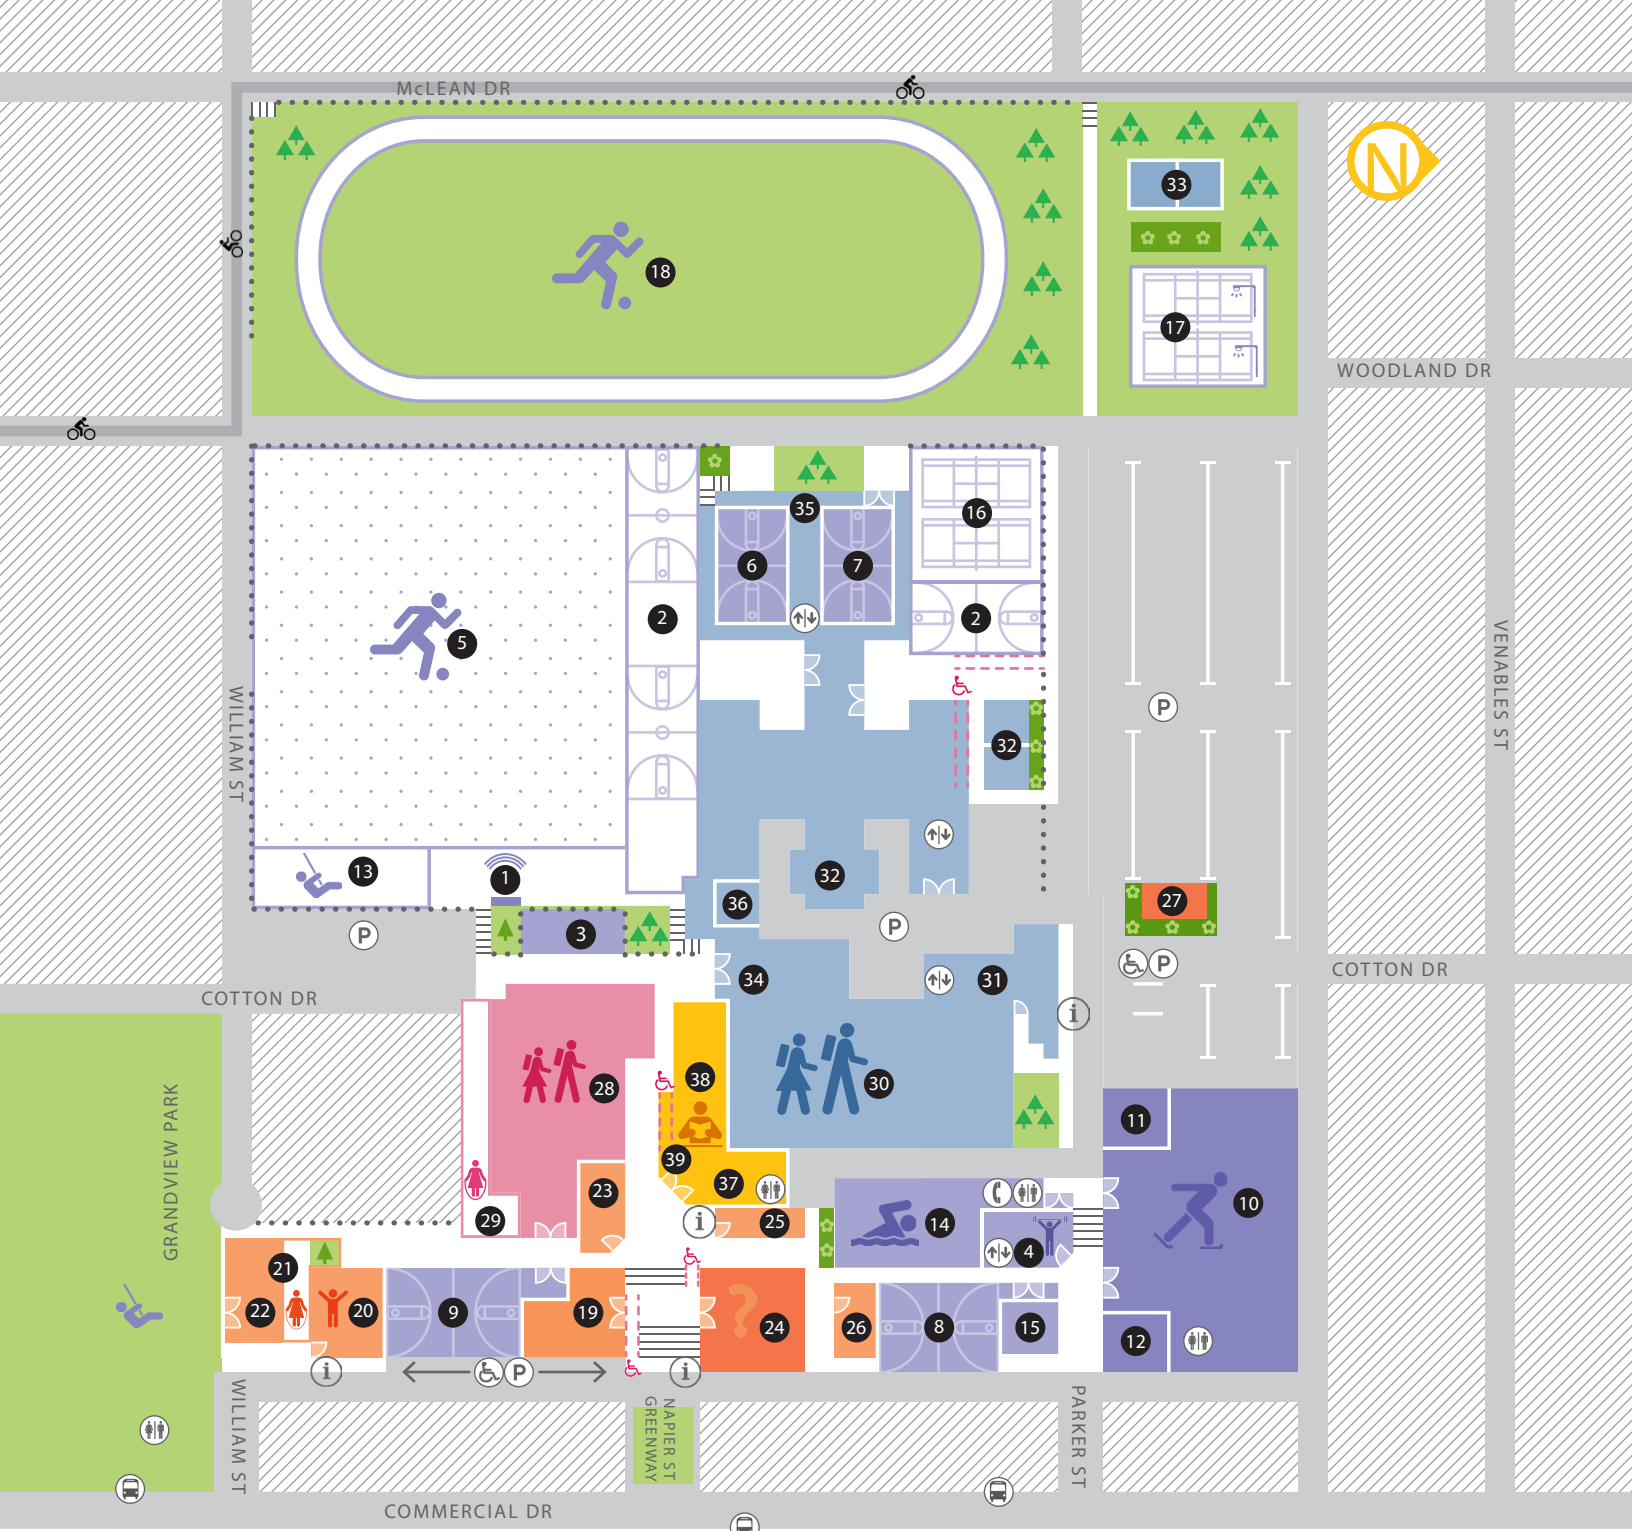 McLEAN DR
N
33
18
17
WOODLAND DR
35
16
6
7
2
2
5
VENABLES ST
WILLIAM ST
P
32
13
1
32
36
27
3
P
P
34
31
P
COTTON DR
COTTON DR
i
38
28
30
11
GRANDVIEW PARK
39
37
23
10
29
i
25
14
4
21
22
20
9
19
?
24
26
8
15
12
i
P
i
WILLIAM ST
NAPIER ST
GREENWAY
PARKER ST
COMMERCIAL DR